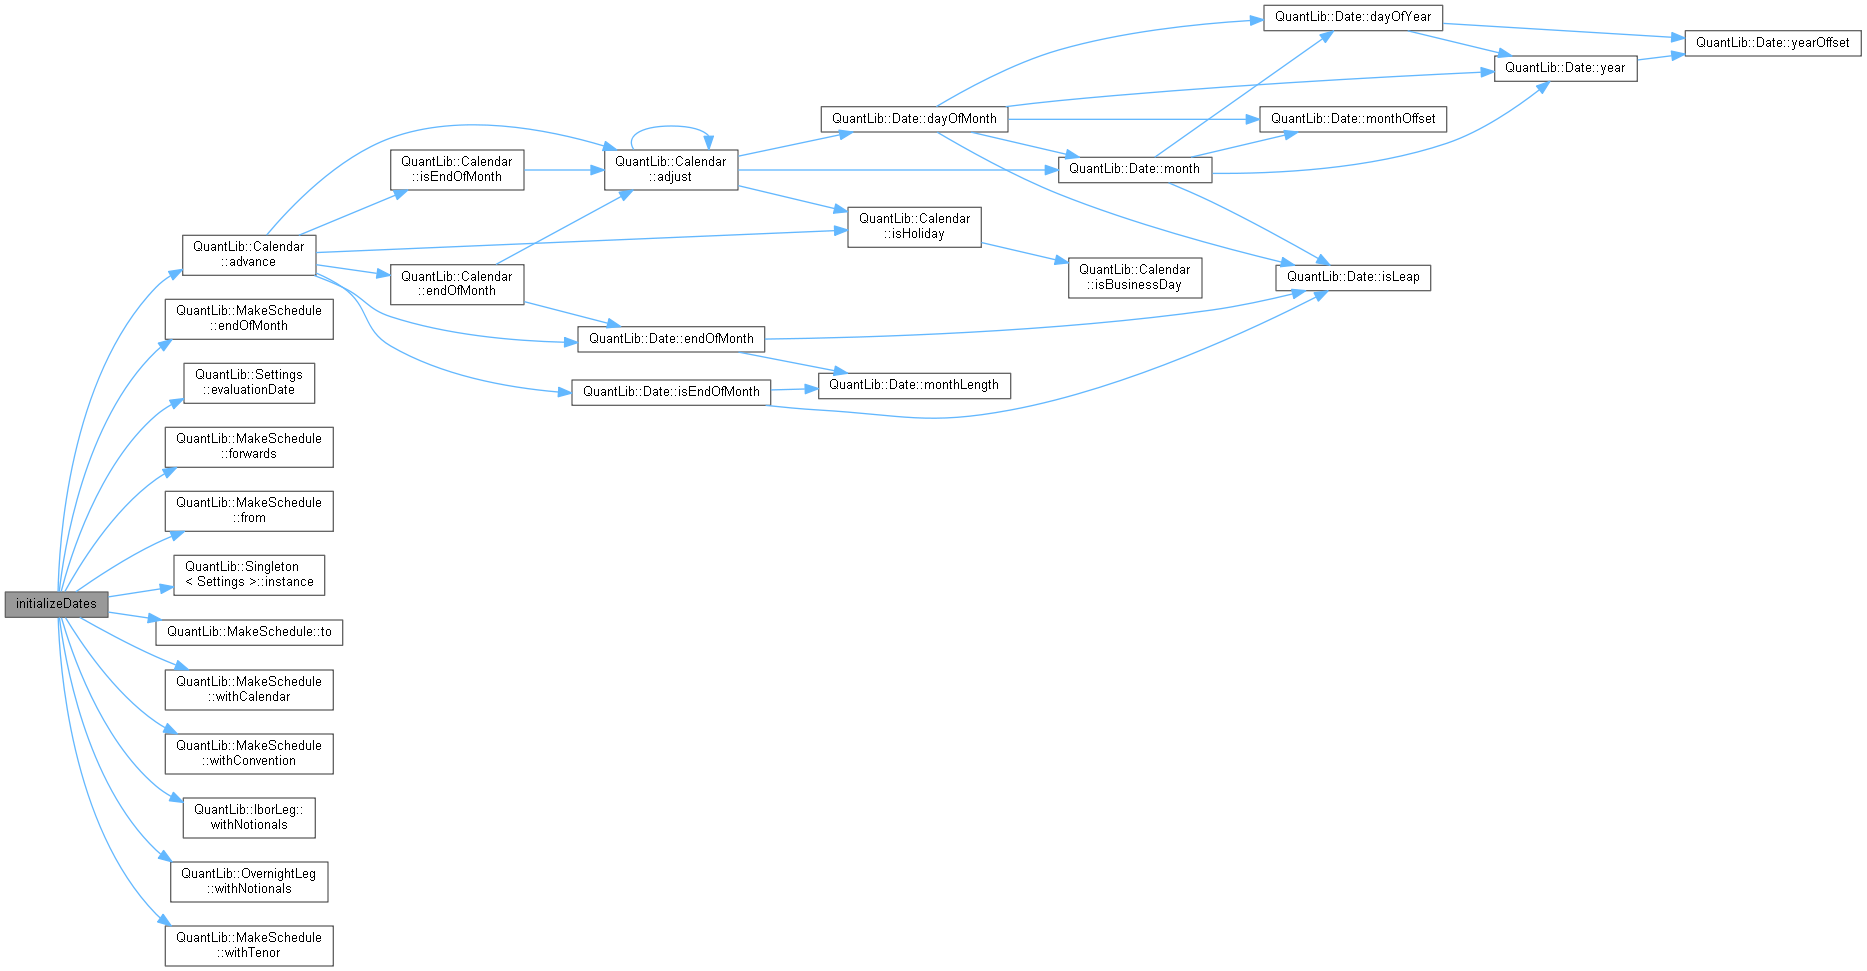 initializeDates
QuantLib::Calendar
::advance
QuantLib::MakeSchedule
::endOfMonth
QuantLib::Settings
::evaluationDate
QuantLib::MakeSchedule
::forwards
QuantLib::MakeSchedule
::from
QuantLib::Singleton
< Settings >::instance
QuantLib::MakeSchedule::to
QuantLib::MakeSchedule
::withCalendar
QuantLib::MakeSchedule
::withConvention
QuantLib::IborLeg::
withNotionals
QuantLib::OvernightLeg
::withNotionals
QuantLib::MakeSchedule
::withTenor
QuantLib::Calendar
::isEndOfMonth
QuantLib::Calendar
::endOfMonth
QuantLib::Calendar
::adjust
QuantLib::Date::endOfMonth
QuantLib::Date::isEndOfMonth
QuantLib::Date::dayOfMonth
QuantLib::Calendar
::isHoliday
QuantLib::Date::monthLength
QuantLib::Date::month
QuantLib::Calendar
::isBusinessDay
QuantLib::Date::dayOfYear
QuantLib::Date::monthOffset
QuantLib::Date::isLeap
QuantLib::Date::year
QuantLib::Date::yearOffset